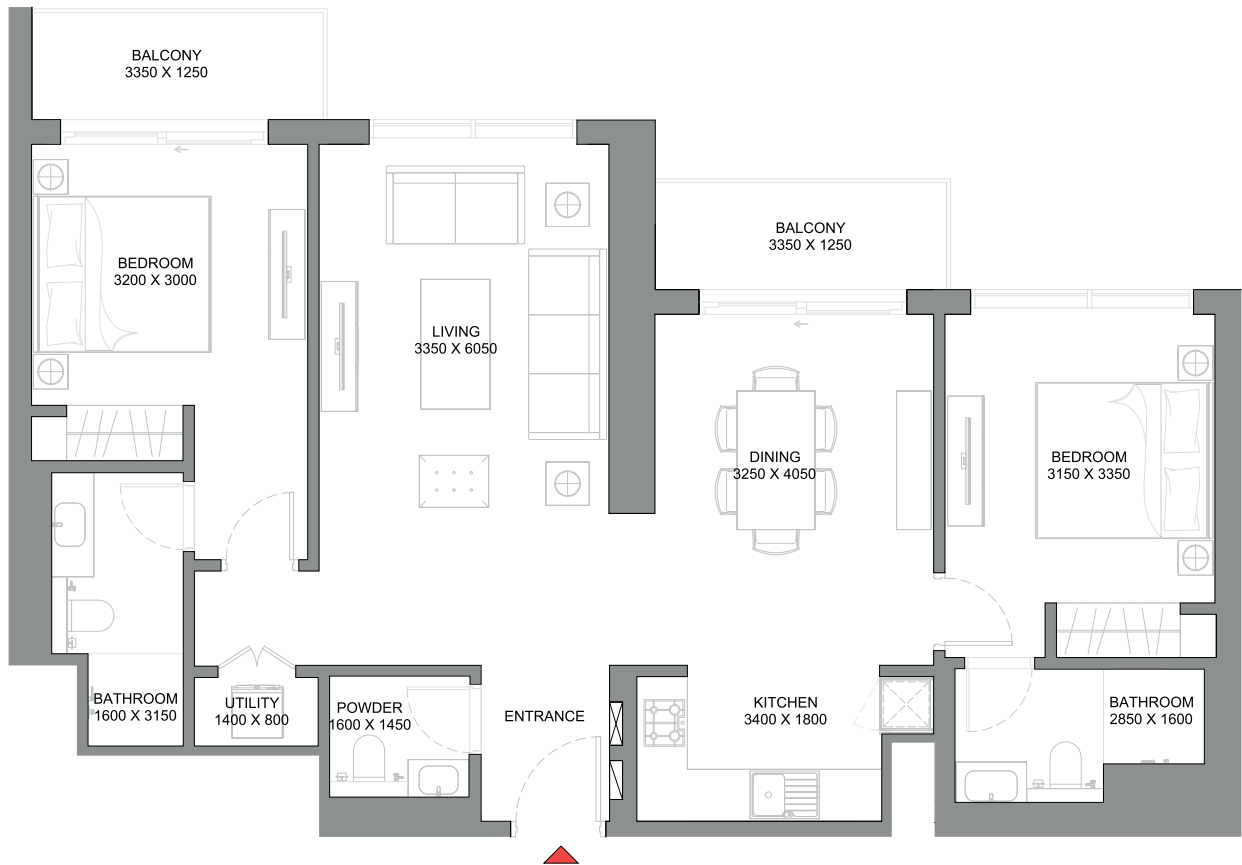 BALCONY
3350 X 1250
BALCONY
3350 X 1250
BEDROOM
3200 X 3000
LIVING
3350 X 6050
DINING
3250 X 4050
BEDROOM
3150 X 3350
BATHROOM
1600 X 3150
UTILITY
1400 X 800
POWDER
1600 X 1450
ENTRANCE
KITCHEN
3400 X 1800
BATHROOM
2850 X 1600